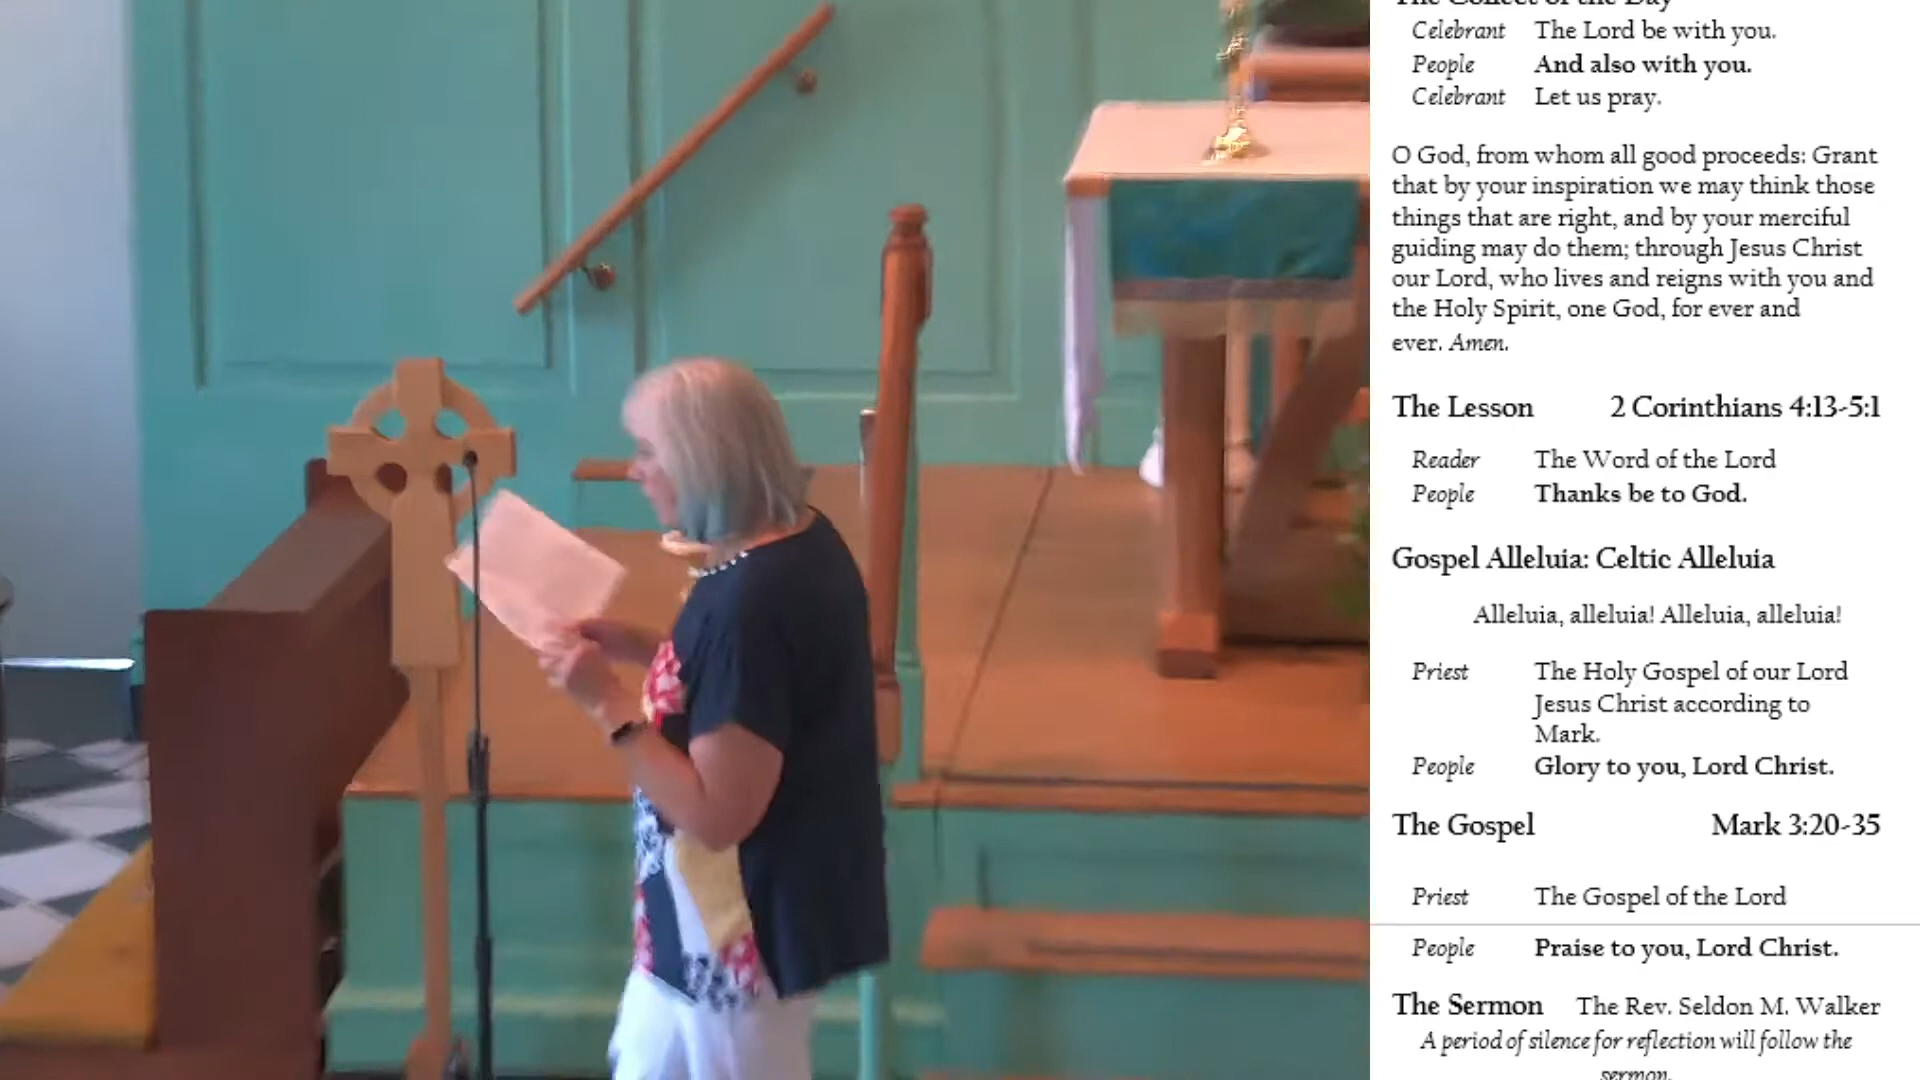 The Collect of the Day
Celebrant The Lord be with you.
People And also with you.
Celebrant Let us pray.
O God, from whom all good proceeds: Grant
that by your inspiration we may think those
things that are right, and by your merciful
guiding may do them; through Jesus Christ
our Lord, who lives and reigns with you and
the Holy Spirit, one God, for ever and
ever. Amen.
The Lesson 2 Corinthians 4:13-5:1
Reader The Word of the Lord
People Thanks be to God.
Gospel Alleluia: Celtic Alleluia
Alleluia, alleluia! Alleluia, alleluia!
Priest The Holy Gospel of our Lord
Jesus Christ according to
Mark.
People Glory to you, Lord Christ.
The Gospel Mark 3:20-35
Priest The Gospel of the Lord
People Praise to you, Lord Christ.
The Sermon The Rev. Seldon M. Walker
A period of silence for reflection will follow the
sermon.